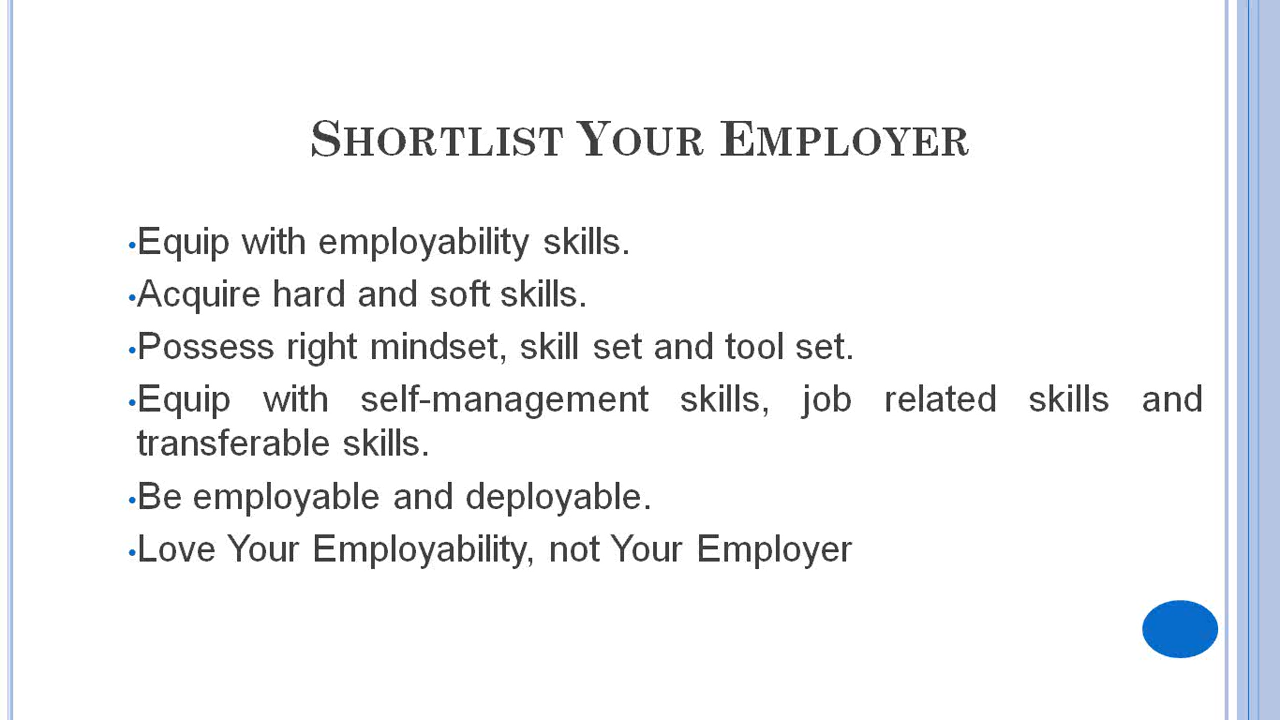 Shortlist Your Employer
•Equip with employability skills.
•Acquire hard and soft skills.
•Possess right mindset, skill set and tool set.
•Equip with self-management skills, job related skills and
transferable skills.
•Be employable and deployable.
•Love Your Employability, not Your Employer